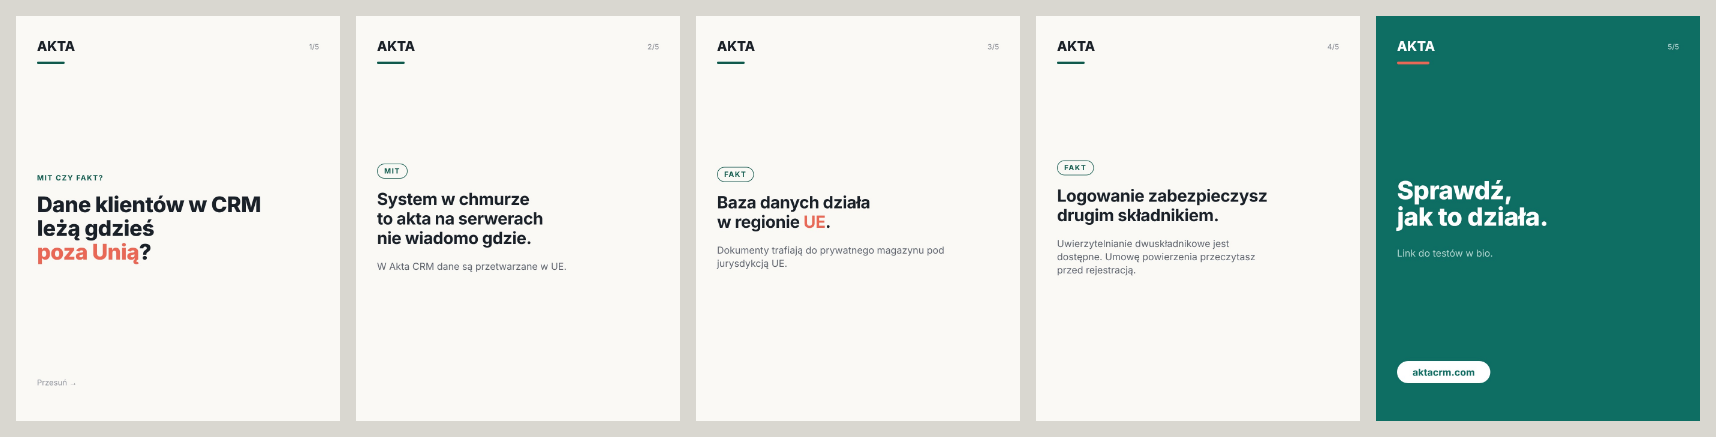 AKTA
1/5
MIT CZY FAKT?
Dane klientów w CRM
leżą gdzieś
poza Unią?
Przesuń →
AKTA
2/5
MIT
System w chmurze
to akta na serwerach
nie wiadomo gdzie.
W Akta CRM dane są przetwarzane w UE.
AKTA
3/5
FAKT
Baza danych działa
w regionie UE.
Dokumenty trafiają do prywatnego magazynu pod
jurysdykcją UE.
AKTA
4/5
FAKT
Logowanie zabezpieczysz
drugim składnikiem.
Uwierzytelnianie dwuskładnikowe jest
dostępne. Umowę powierzenia przeczytasz
przed rejestracją.
AKTA
5/5
Sprawdź,
jak to działa.
Link do testów w bio.
aktacrm.com